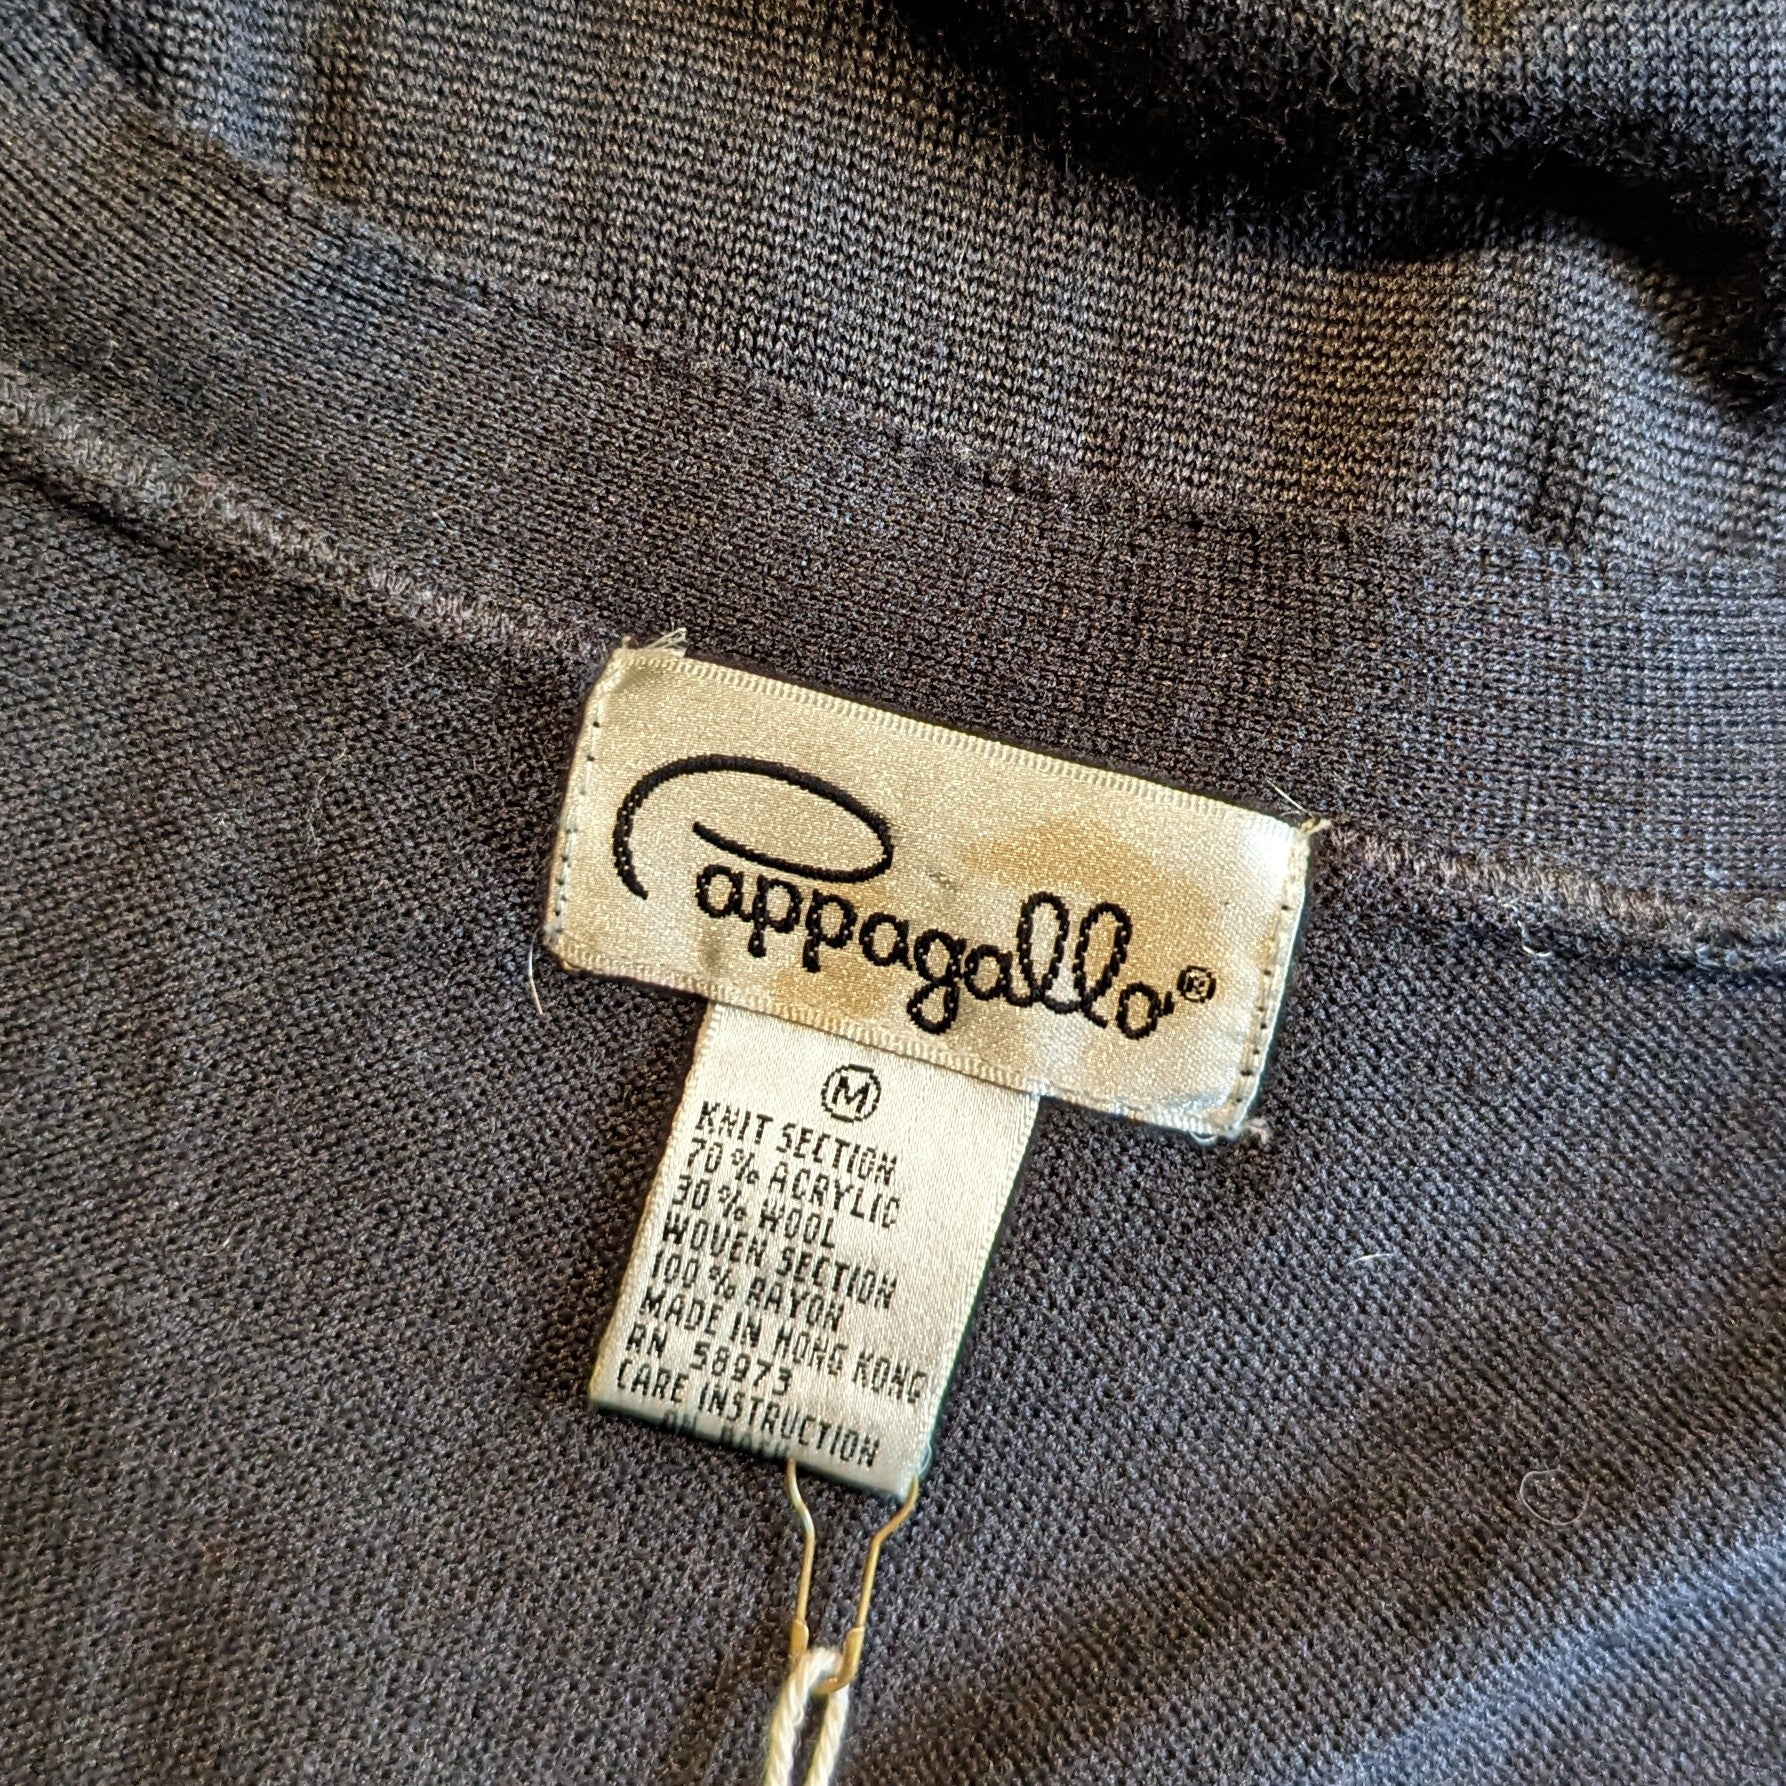 Pappagallo®
M
KNIT SECTION
70 % ACRYLIC
30 % WOOL
WOVEN SECTION
100 % RAYON
MADE IN HONG KONG
RN 58973
CARE INSTRUCTION